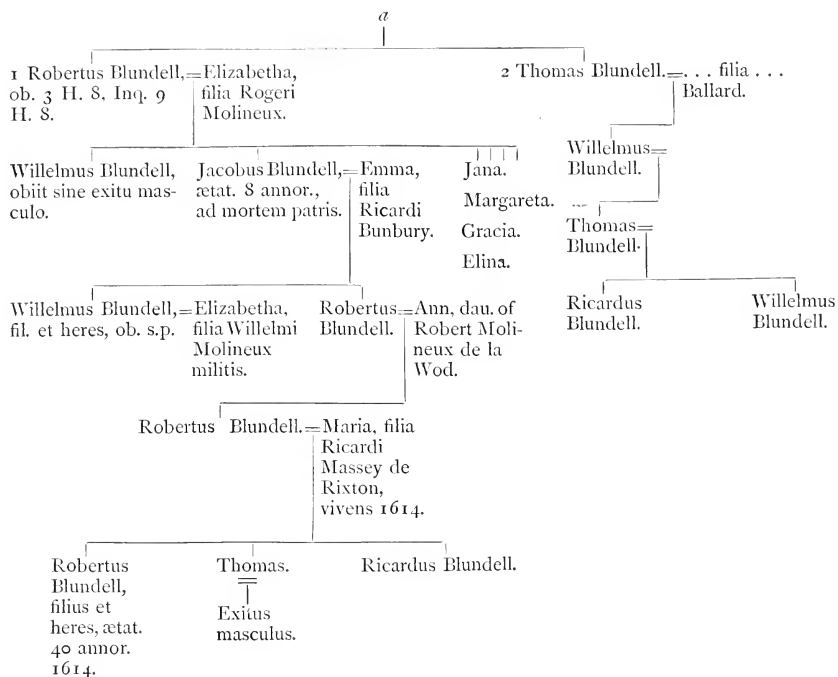 a
1 Robertus Blundell,=Elizabetha,
ob. 3 H. 8, Inq. 9
H. 8.
filia Rogeri
Molineux.
2 Thomas Blundell.=. . . filia . . .
Ballard.
Willelmus Blundell,
obiit sine exitu mas-
culo.
Jacobus Blundell,=Emma,
ætat. 8 annor.,
ad mortem patris.
filia
Ricardi
Bunbury.
Jana.
Margareta.
Gracia.
Elina.
Willelmus=
Blundell.
Thomas=
Blundell.
Willelmus Blundell,=Elizabetha,
fil. et heres, ob. s.p.
filia Willelmi
Molineux
militis.
Robertus=Ann, dau. of
Blundell.
Robert Moli-
neux de la
Wod.
Ricardus
Blundell.
Willelmus
Blundell.
Robertus Blundell.=Maria, filia
Ricardi
Massey de
Rixton,
vivens 1614.
Robertus
Blundell,
filius et
heres, ætat.
40 annor.
1614.
Thomas.
=
Exitus
masculus.
Ricardus Blundell.